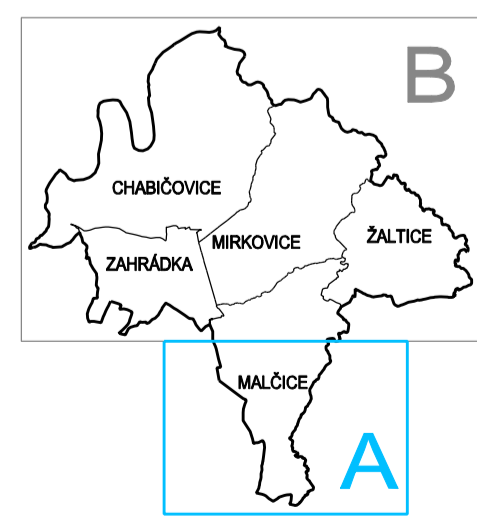 B
CHABIČOVICE
ŽALTICE
MIRKOVICE
ZAHRÁDKA
MALČICE
A